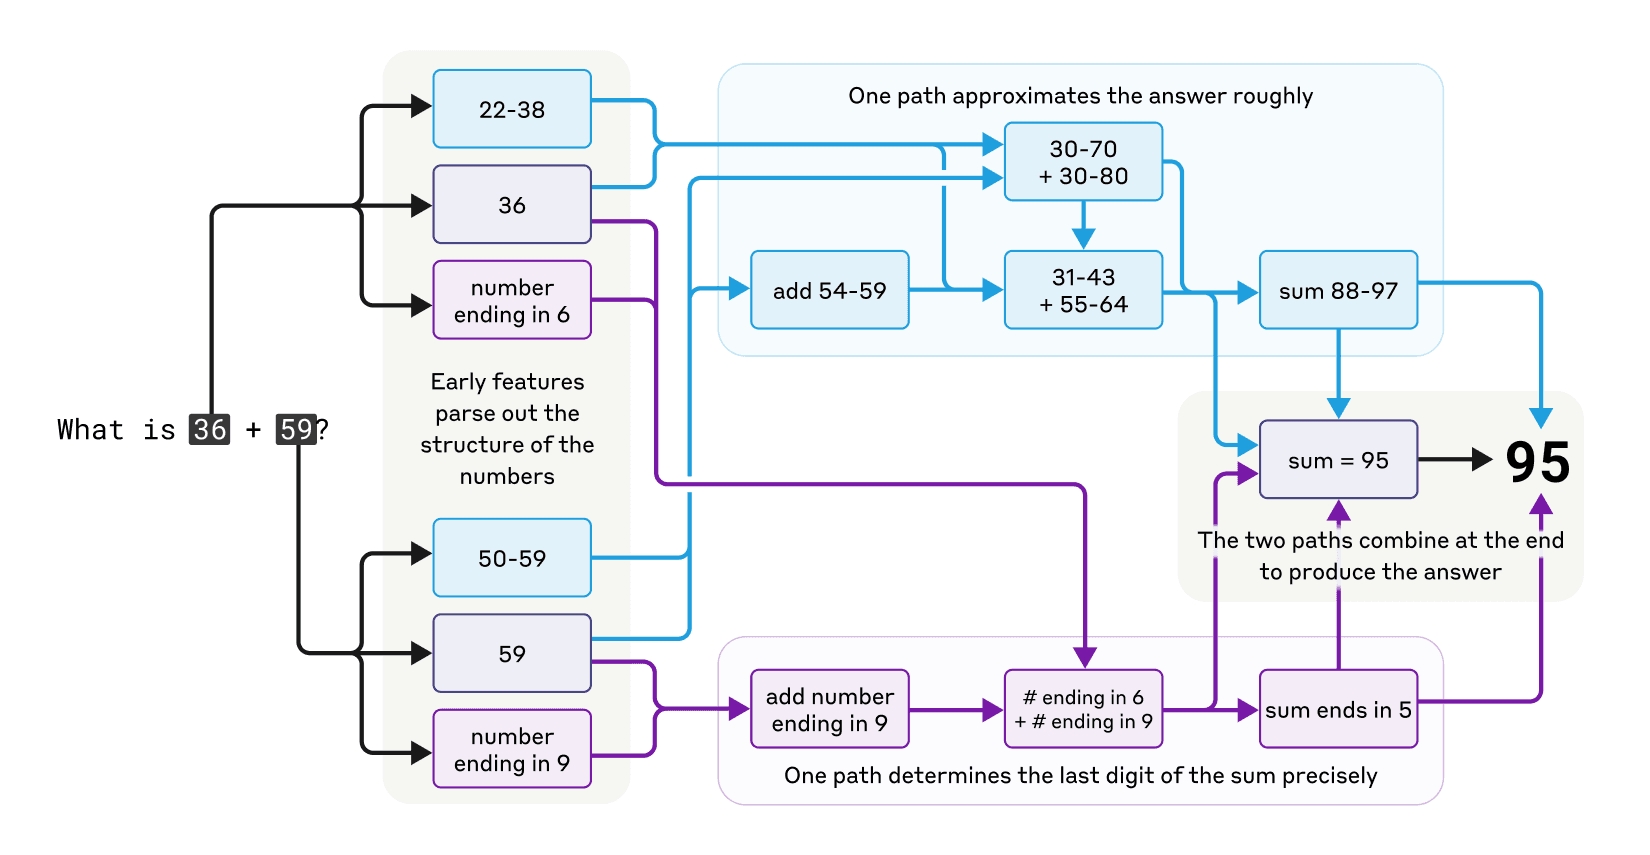 What is 36 + 59?
22-38
36
number
ending in 6
Early features
parse out the
structure of the
numbers
50-59
59
number
ending in 9
One path approximates the answer roughly
30-70
+ 30-80
add 54-59
31-43
+ 55-64
sum 88-97
sum = 95
95
The two paths combine at the end
to produce the answer
add number
ending in 9
# ending in 6
+ # ending in 9
sum ends in 5
One path determines the last digit of the sum precisely